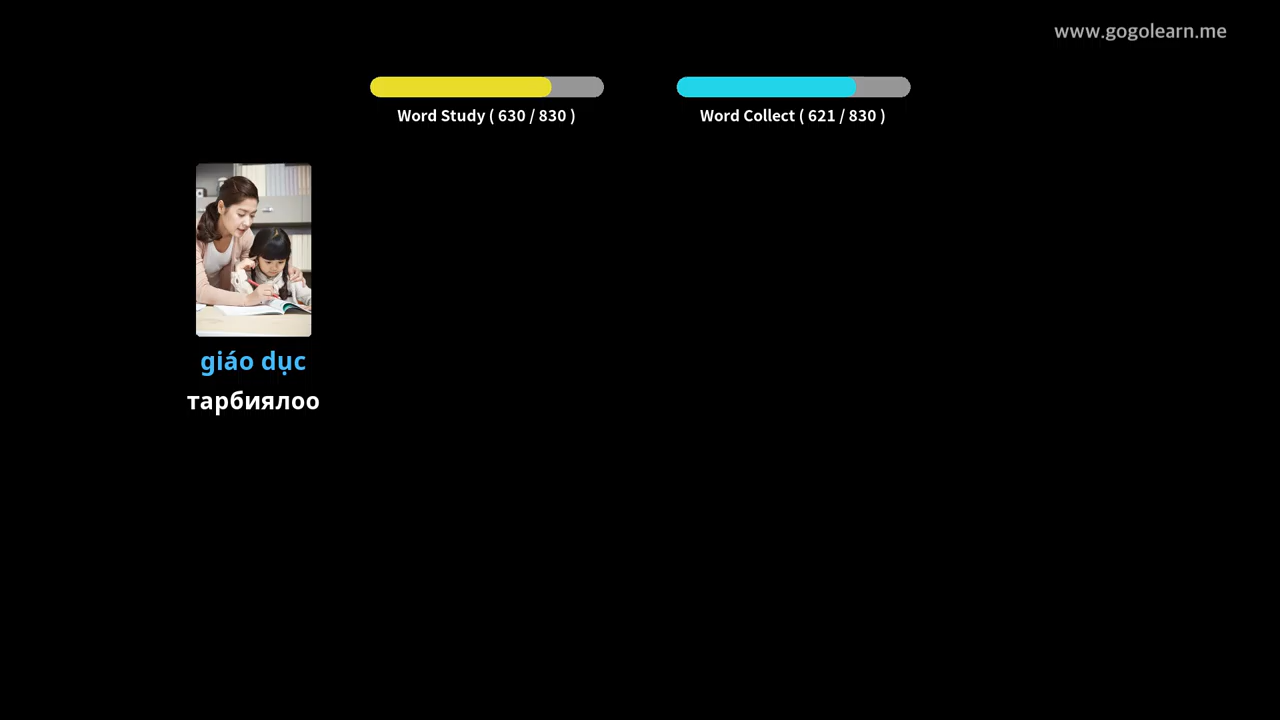 www.gogolearn.me
Word Study ( 630 / 830 )
Word Collect ( 621 / 830 )
giáo dục
тарбиялоо